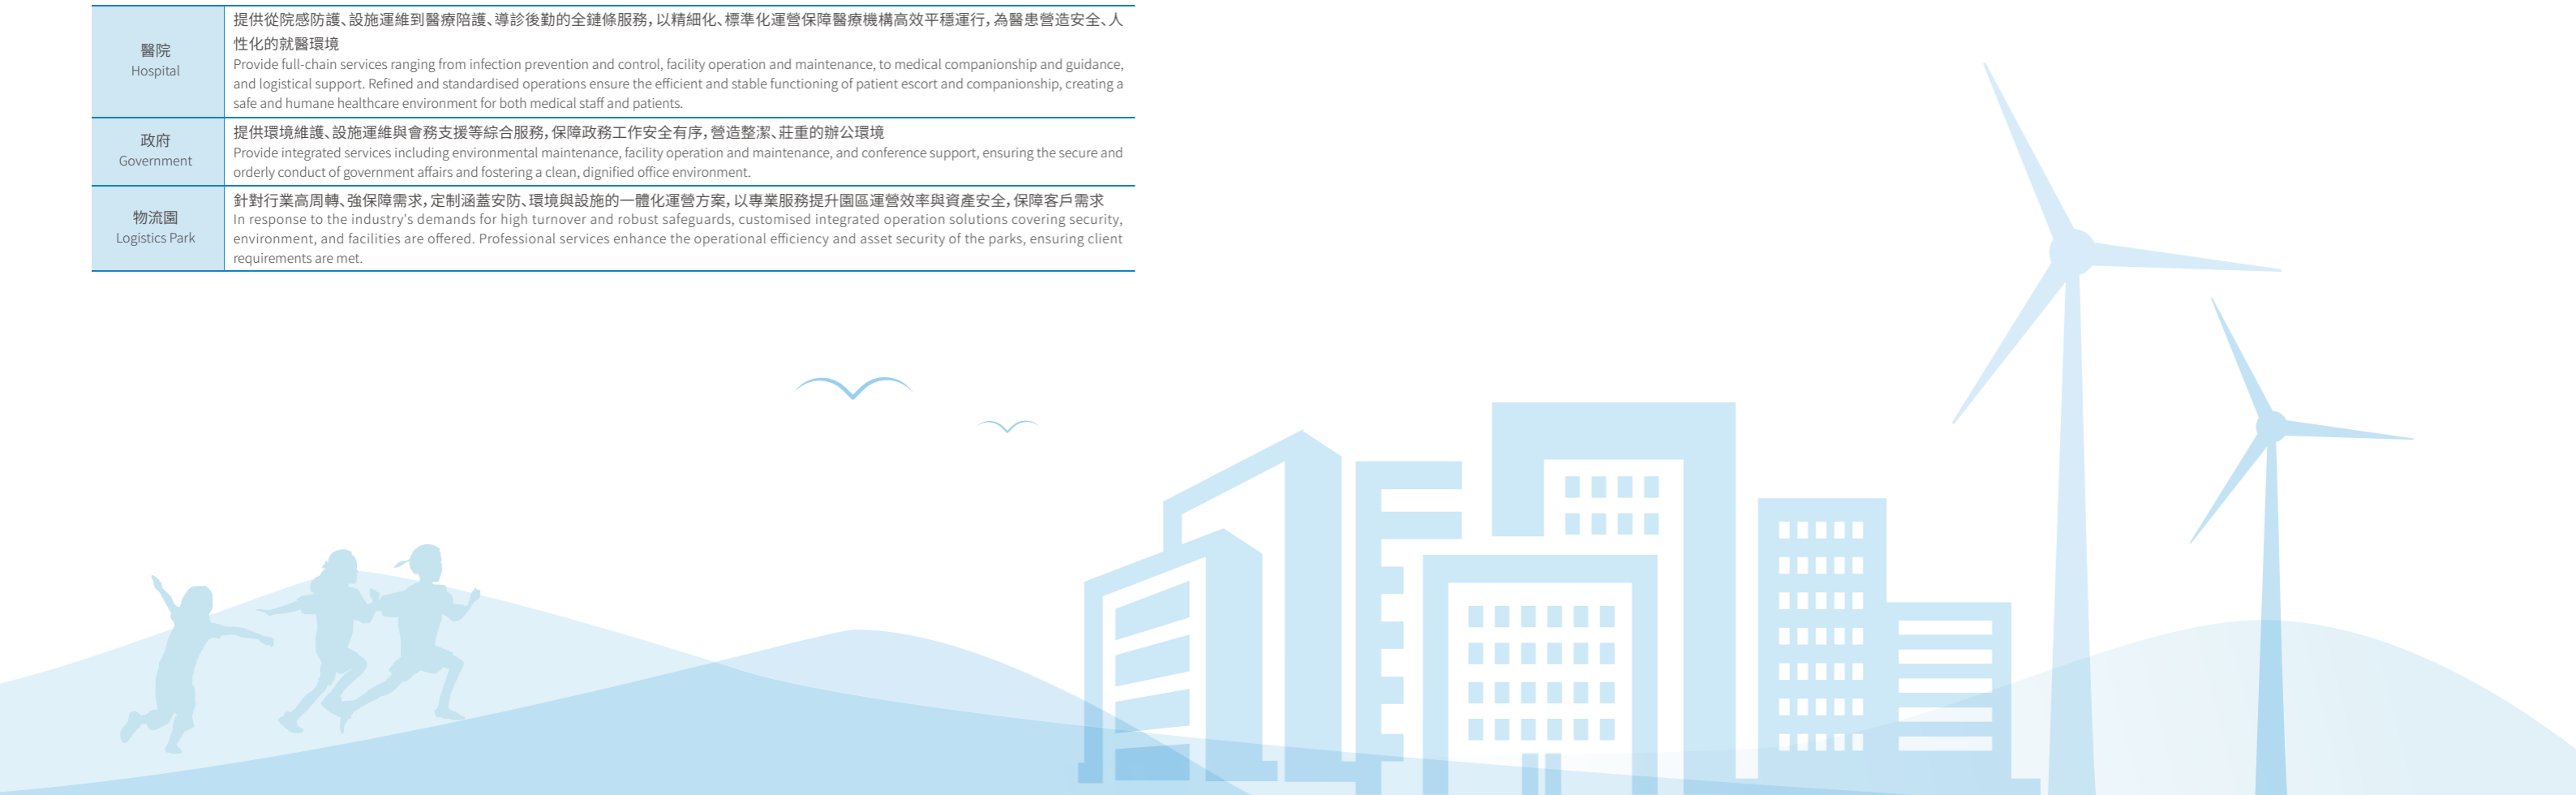 醫院
Hospital
提供從院感防護、設施運維到醫療陪護、導診後勤的全鏈條服務，以精細化、標準化運營保障醫療機構高效平穩運行，為醫患營造安全、人
性化的就醫環境
Provide full-chain services ranging from infection prevention and control, facility operation and maintenance, to medical companionship and guidance,
and logistical support. Refined and standardised operations ensure the efficient and stable functioning of patient escort and companionship, creating a
safe and humane healthcare environment for both medical staff and patients.
政府
Government
提供環境維護、設施運維與會務支援等綜合服務，保障政務工作安全有序，營造整潔、莊重的辦公環境
Provide integrated services including environmental maintenance, facility operation and maintenance, and conference support, ensuring the secure and
orderly conduct of government affairs and fostering a clean, dignified office environment.
物流園
Logistics Park
針對行業高周轉、強保障需求，定制涵蓋安防、環境與設施的一體化運營方案，以專業服務提升園區運營效率與資產安全，保障客戶需求
In response to the industry's demands for high turnover and robust safeguards, customised integrated operation solutions covering security,
environment, and facilities are offered. Professional services enhance the operational efficiency and asset security of the parks, ensuring client
requirements are met.